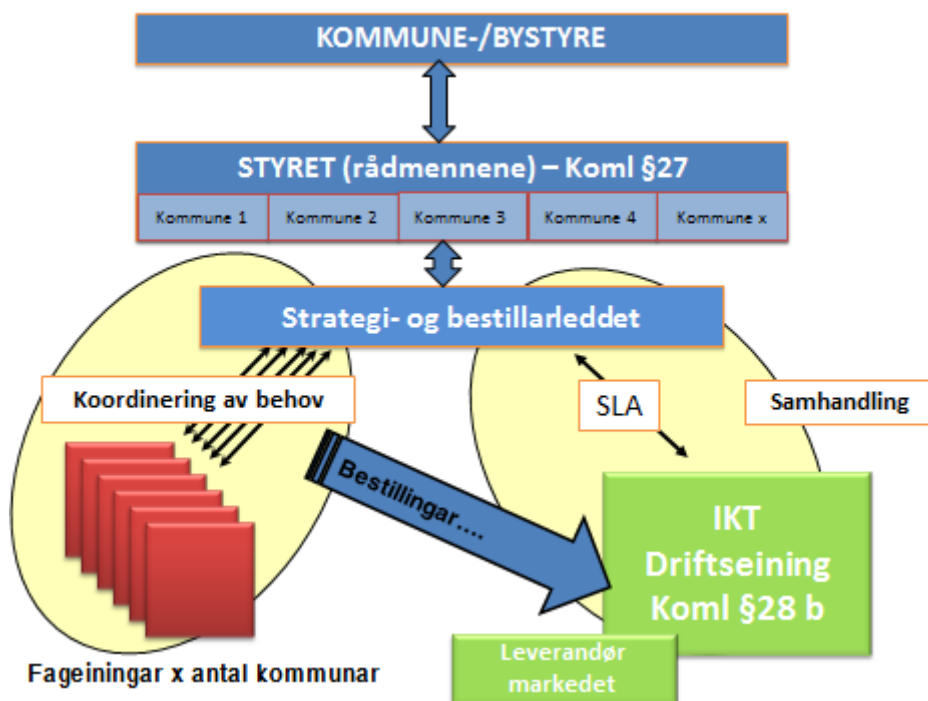 KOMMUNE-/BYSTYRE
STYRET (rådmennene) – Koml §27
Kommune 1
Kommune 2
Kommune 3
Kommune 4
Kommune x
Strategi- og bestillarleddet
Koordinering av behov
SLA
Samhandling
Bestillingar....
IKT
Driftseining
Koml §28 b
Leverandør
markedet
Fageiningar x antal kommunar